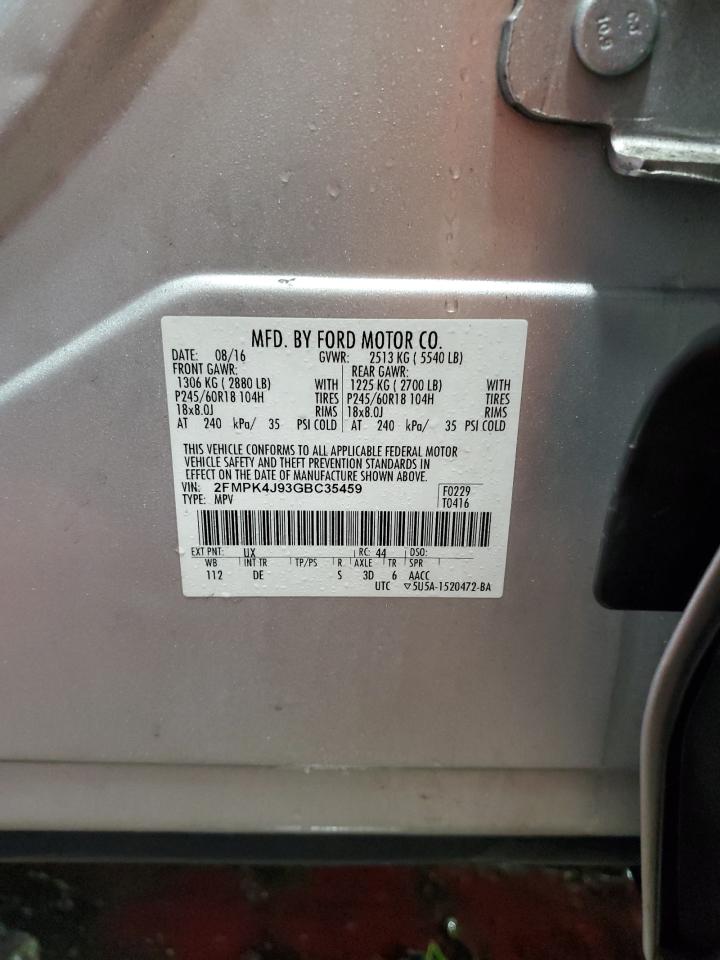 6.3
10.9
MFD. BY FORD MOTOR CO.
DATE: 08/16 GVWR: 2513 KG ( 5540 LB)
FRONT GAWR: REAR GAWR:
1306 KG ( 2880 LB) WITH 1225 KG ( 2700 LB) WITH
P245/60R18 104H TIRES P245/60R18 104H TIRES
18x8.0J RIMS 18x8.0J RIMS
AT 240 kPa/ 35 PSI COLD AT 240 kPa/ 35 PSI COLD
THIS VEHICLE CONFORMS TO ALL APPLICABLE FEDERAL MOTOR
VEHICLE SAFETY AND THEFT PREVENTION STANDARDS IN
EFFECT ON THE DATE OF MANUFACTURE SHOWN ABOVE.
VIN: 2FMPK4J93GBC35459 F0229
TYPE: MPV T0416
EXT PNT: UX RC: 44 DSO:
WB INT TR TP/PS R AXLE TR SPR
112 DE S 3D 6 AACC
UTC ▽5U5A-1520472-BA